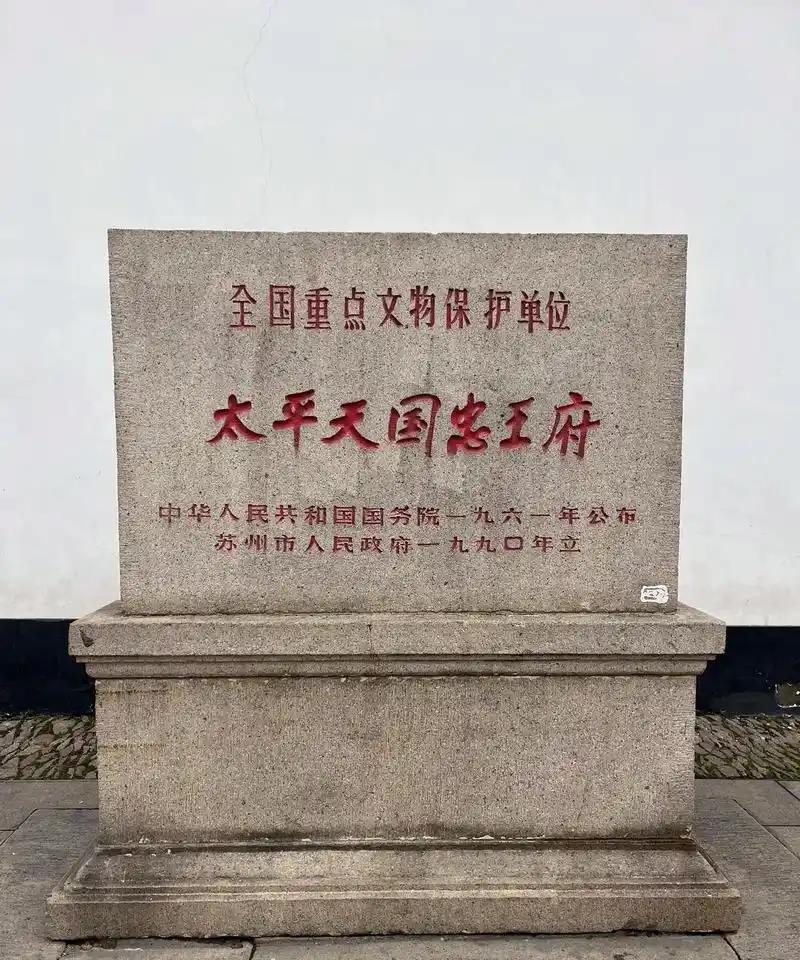 全国重点文物保护单位
太平天国忠王府
中华人民共和国国务院一九六一年公布
苏州市人民政府一九九〇年立